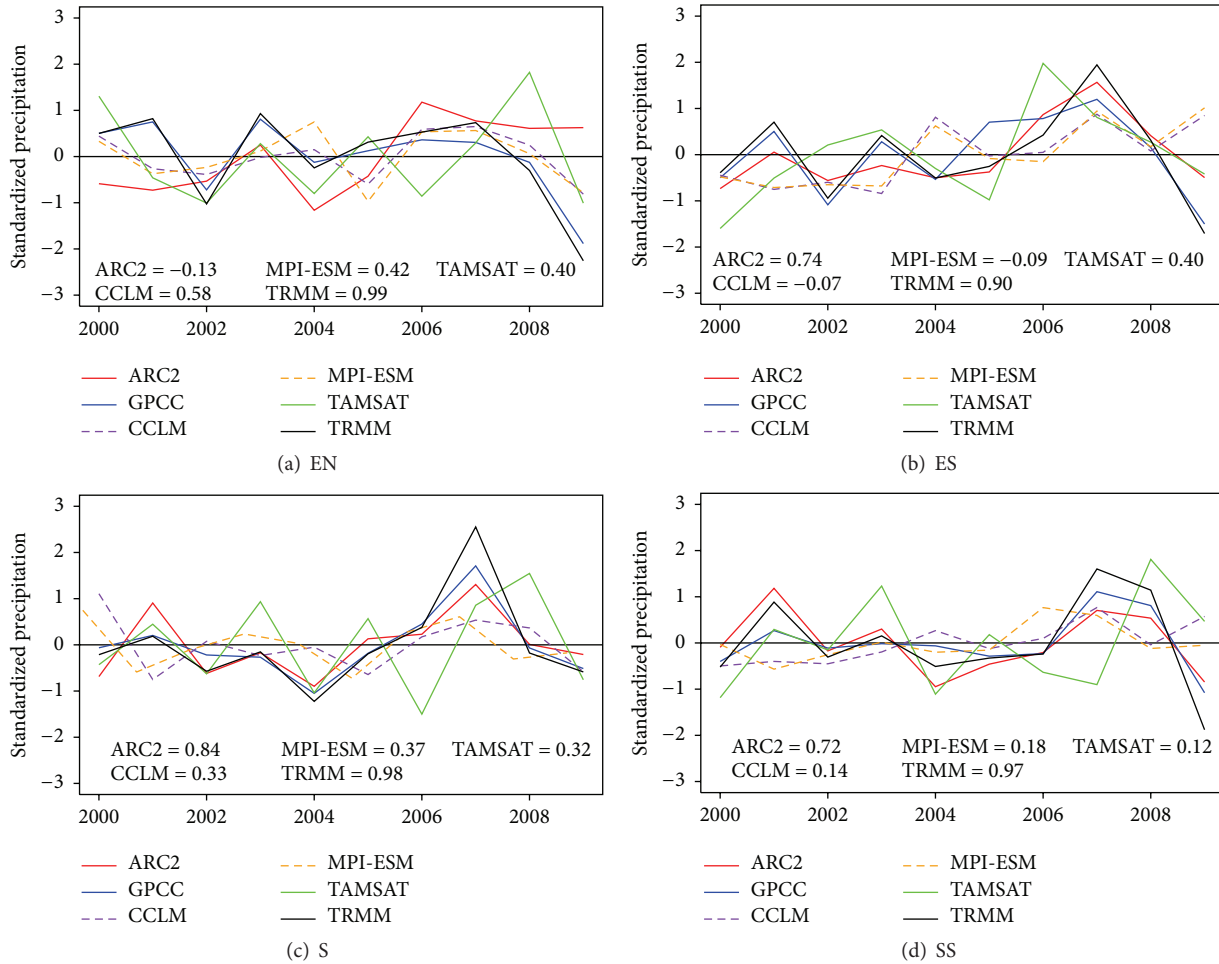 Standardized precipitation
3
2
1
0
−1
−2
−3
ARC2 = −0.13 MPI-ESM = 0.42 TAMSAT = 0.40
CCLM = 0.58 TRMM = 0.99
2000 2002 2004 2006 2008
ARC2 MPI-ESM
GPCC TAMSAT
CCLM TRMM
(a) EN
Standardized precipitation
3
2
1
0
−1
−2
−3
ARC2 = 0.74 MPI-ESM = −0.09 TAMSAT = 0.40
CCLM = −0.07 TRMM = 0.90
2000 2002 2004 2006 2008
ARC2 MPI-ESM
GPCC TAMSAT
CCLM TRMM
(b) ES
Standardized precipitation
3
2
1
0
−1
−2
−3
ARC2 = 0.84 MPI-ESM = 0.37 TAMSAT = 0.32
CCLM = 0.33 TRMM = 0.98
2000 2002 2004 2006 2008
ARC2 MPI-ESM
GPCC TAMSAT
CCLM TRMM
(c) S
Standardized precipitation
3
2
1
0
−1
−2
−3
ARC2 = 0.72 MPI-ESM = 0.18 TAMSAT = 0.12
CCLM = 0.14 TRMM = 0.97
2000 2002 2004 2006 2008
ARC2 MPI-ESM
GPCC TAMSAT
CCLM TRMM
(d) SS